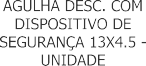 AGULHA DESC. COM
DISPOSITIVO DE
SEGURANÇA 13X4.5 -
UNIDADE